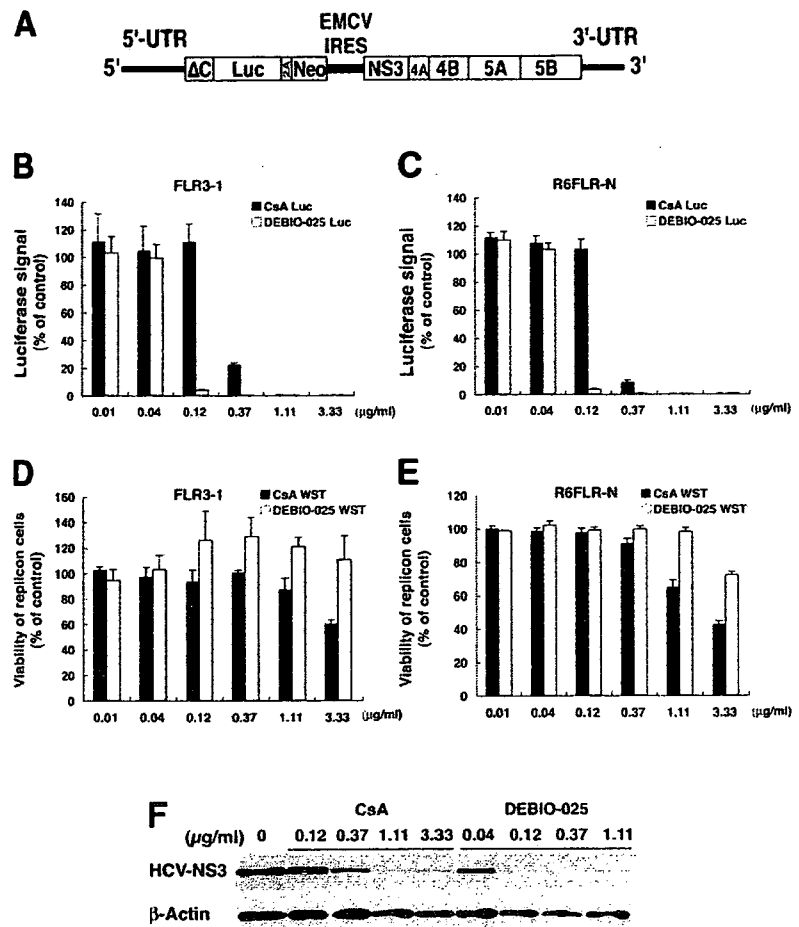 A
5'-UTR
EMCV
IRES
3'-UTR
5'
ΔC Luc Neo NS3 4A 4B 5A 5B
3'
B
FLR3-1
CsA Luc
DEBIO-025 Luc
Luciferase signal
(% of control)
140
120
100
80
60
40
20
0
0.01 0.04 0.12 0.37 1.11 3.33 (μg/ml)
C
R6FLR-N
CsA Luc
DEBIO-025 Luc
Luciferase signal
(% of control)
140
120
100
80
60
40
20
0
0.01 0.04 0.12 0.37 1.11 3.33 (μg/ml)
D
FLR3-1
CsA WST
DEBIO-025 WST
Viability of replicon cells
(% of control)
160
140
120
100
80
60
40
20
0
0.01 0.04 0.12 0.37 1.11 3.33 (μg/ml)
E
R6FLR-N
CsA WST
DEBIO-025 WST
Viability of replicon cells
(% of control)
120
100
80
60
40
20
0
0.01 0.04 0.12 0.37 1.11 3.33 (μg/ml)
F
CsA DEBIO-025
(μg/ml) 0 0.12 0.37 1.11 3.33 0.04 0.12 0.37 1.11
HCV-NS3
β-Actin